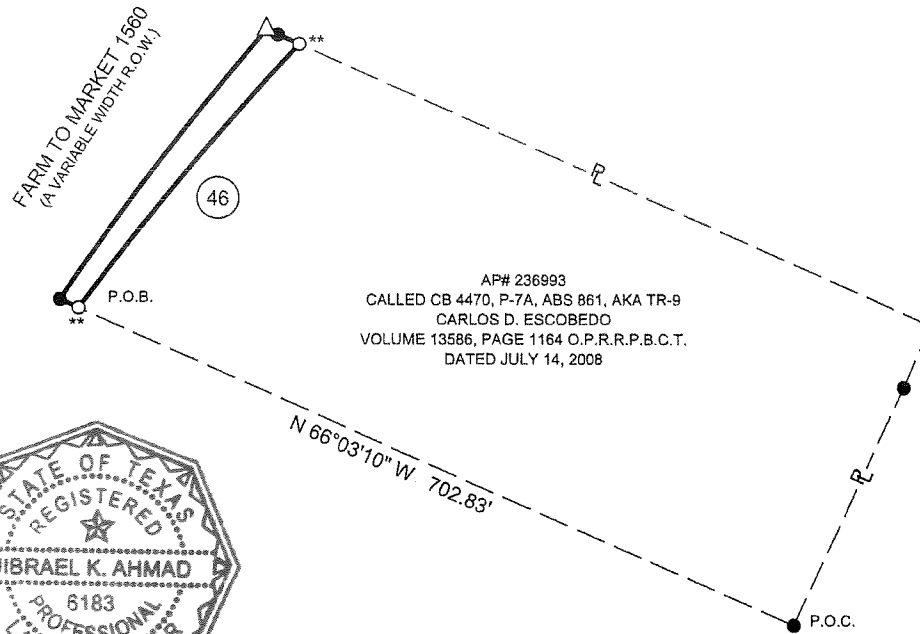 FARM TO MARKET 1560
(A VARIABLE WIDTH R.O.W.)
**
46
P.O.B.
**
PL
AP# 236993
CALLED CB 4470, P-7A, ABS 861, AKA TR-9
CARLOS D. ESCOBEDO
VOLUME 13586, PAGE 1164 O.P.R.R.P.B.C.T.
DATED JULY 14, 2008
N 66°03'10" W 702.83'
PL
P.O.C.
STATE OF TEXAS
REGISTERED
JIBRAEL K. AHMAD
6183
PROFESSIONAL